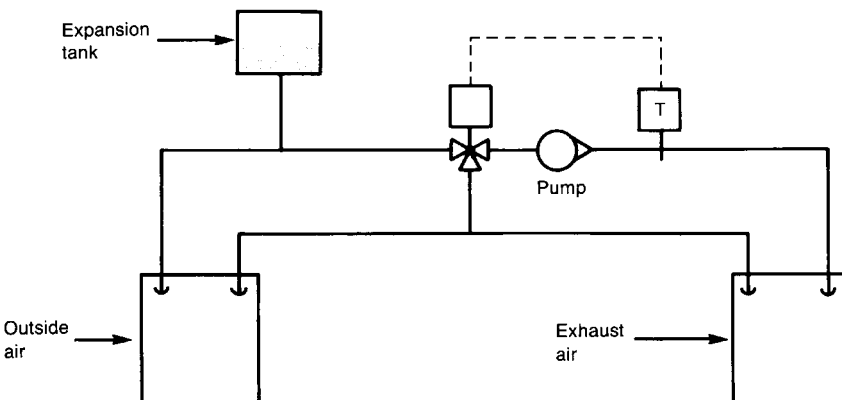 Expansion
tank
T
Pump
Outside
air
Exhaust
air